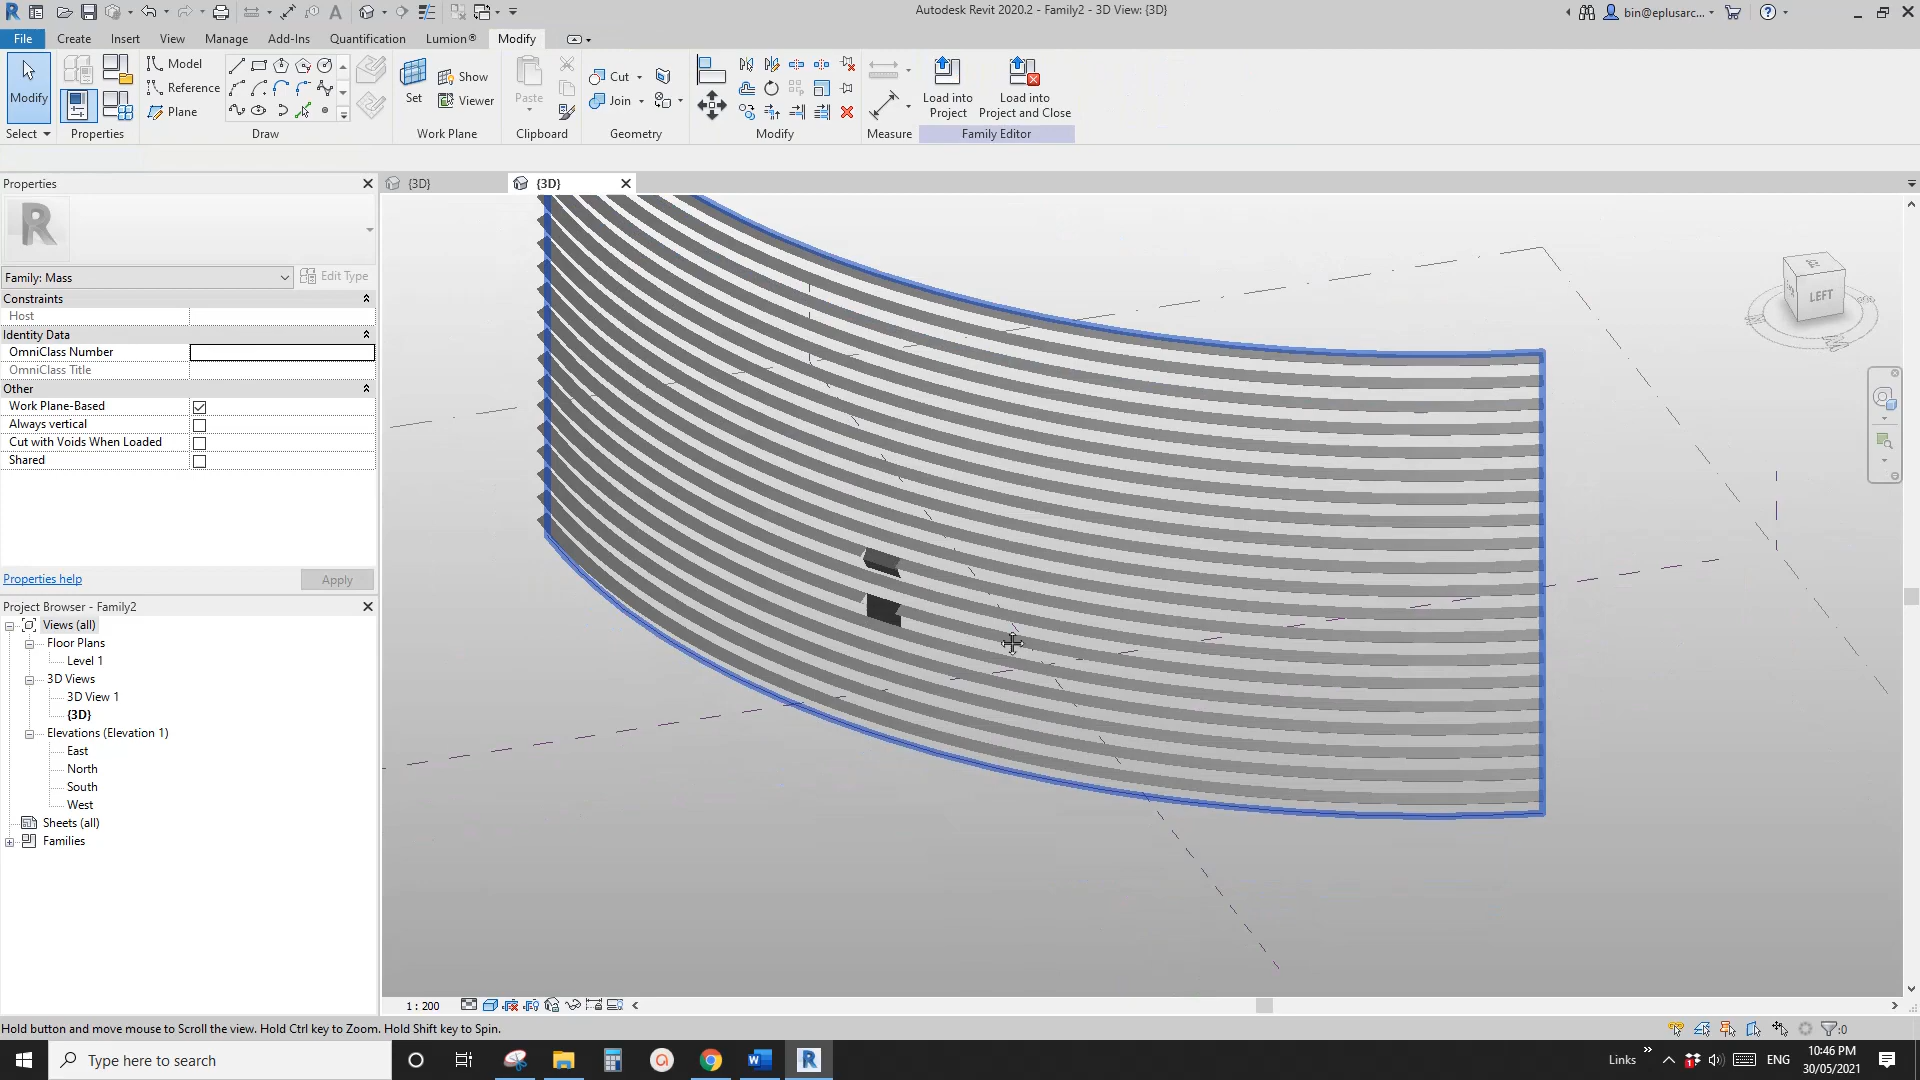 Autodesk Revit 2020.2 - Family2 - 3D View: {3D}
bin@eplusarc...
File Create Insert View Manage Add-Ins Quantification Lumion® Modify
Modify
Select
Properties
Model
Reference
Plane
Draw
Set
Show
Viewer
Work Plane
Paste
Clipboard
Cut
Join
Geometry
Modify
Measure
Load into
Project
Load into
Project and Close
Family Editor
Properties
{3D}
{3D}
Family: Mass
Edit Type
Constraints
Host
Identity Data
OmniClass Number
OmniClass Title
Other
Work Plane-Based
Always vertical
Cut with Voids When Loaded
Shared
Properties help
Apply
Project Browser - Family2
Views (all)
Floor Plans
Level 1
3D Views
3D View 1
{3D}
Elevations (Elevation 1)
East
North
South
West
Sheets (all)
Families
LEFT
1 : 200
Hold button and move mouse to Scroll the view. Hold Ctrl key to Zoom. Hold Shift key to Spin.
:0
Type here to search
Links
ENG
10:46 PM
30/05/2021